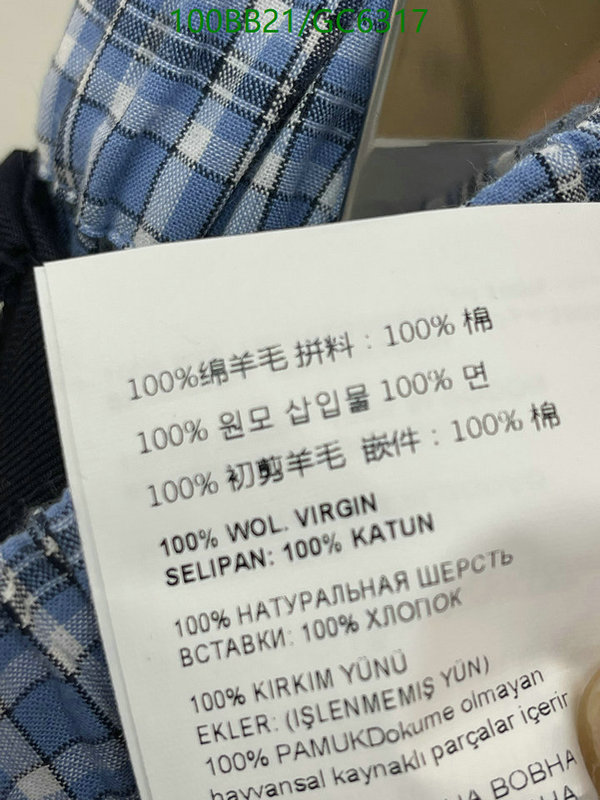 100BB21/GC6317
100%绵羊毛 拼料：100% 棉
100% 원모 삽입물 100% 면
100% 初剪羊毛 嵌件：100% 棉
100% WOL. VIRGIN
SELIPAN: 100% KATUN
100% НАТУРАЛЬНАЯ ШЕРСТЬ
ВСТАВКИ: 100% ХЛОПОК
100% KIRKIM YÜNÜ
EKLER: (IŞLENMEMIŞ YÜN)
100% PAMUKDokume olmayan
hayvansal kaynaklı parçalar içerir
ВОВНА